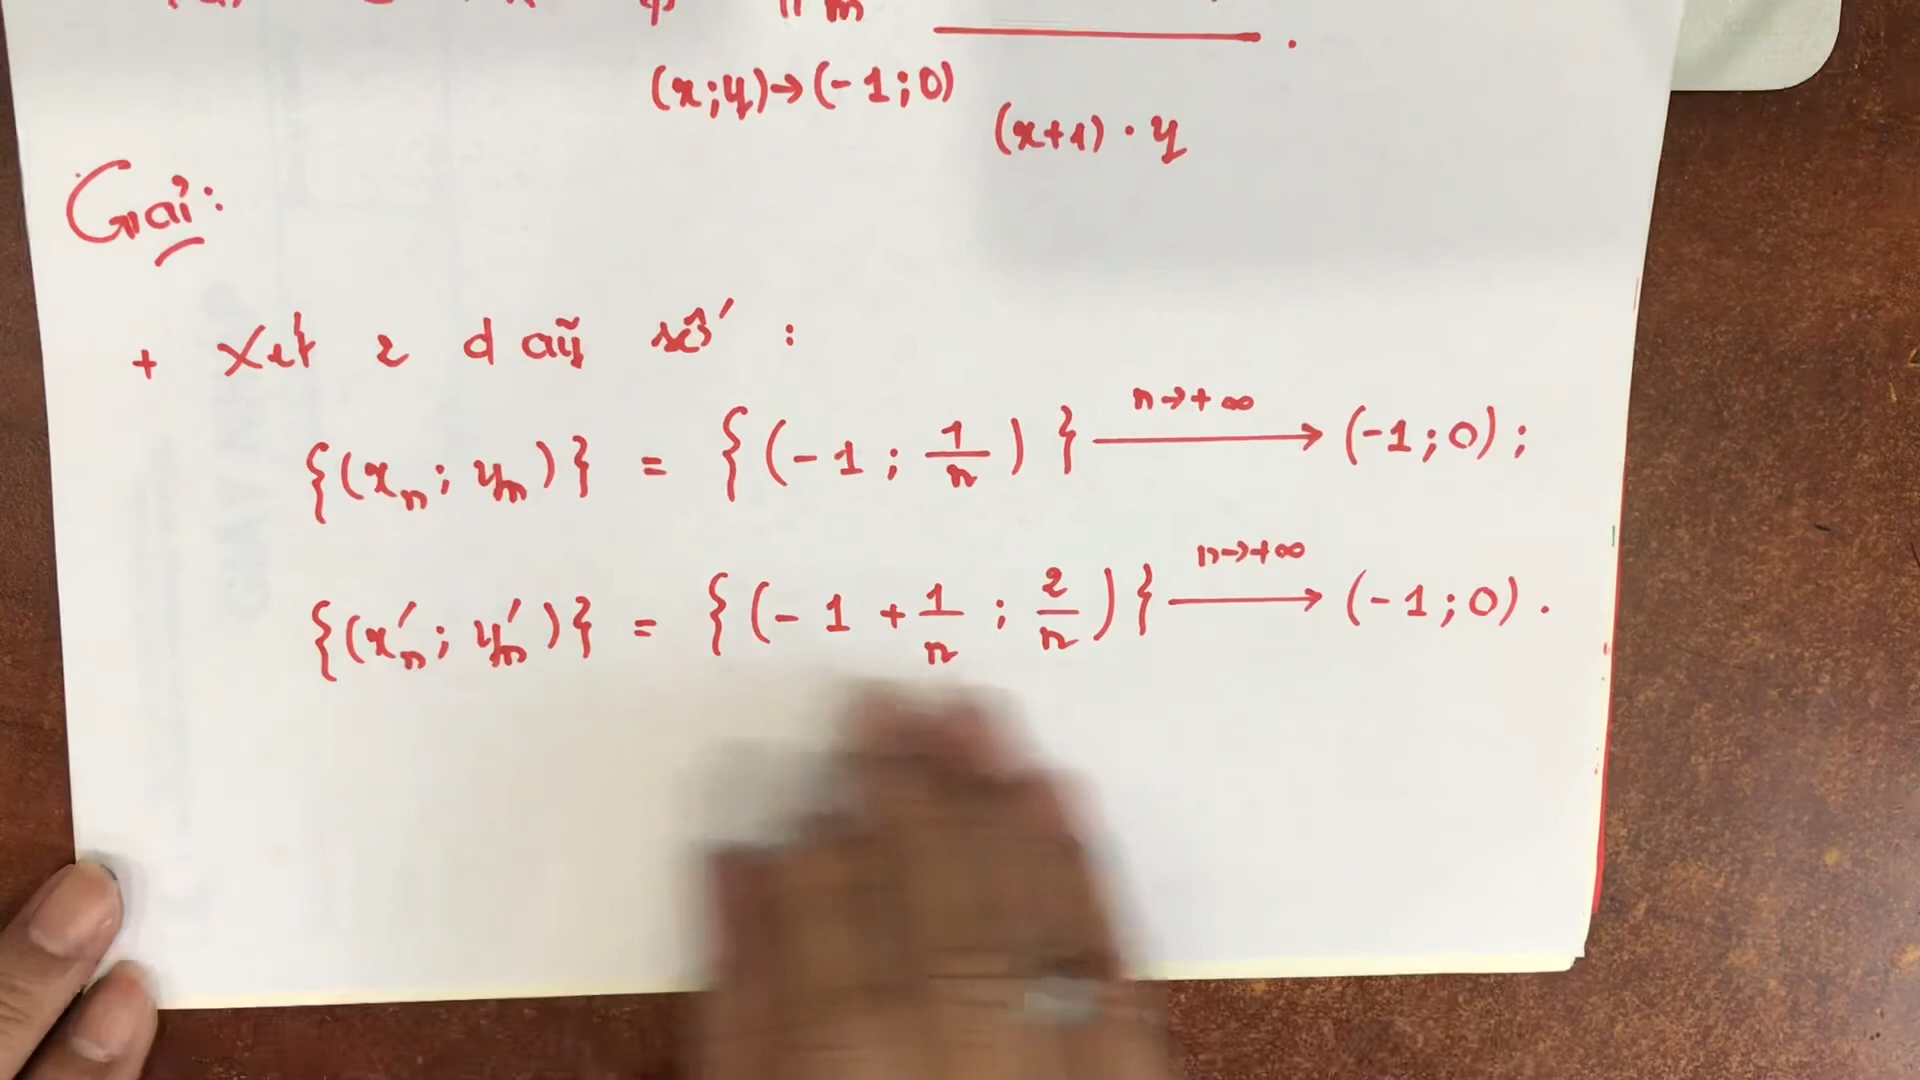 lim
(x;y)→(-1;0)
(x+1)·y
Giải:
+ Xét 2 dãy số :
{(xₙ; yₙ)} = {(-1; 1/n)} n→+∞ ⟶ (-1;0);
{(x'ₙ; y'ₙ)} = {(-1 + 1/n; 2/n)} n→+∞ ⟶ (-1;0).